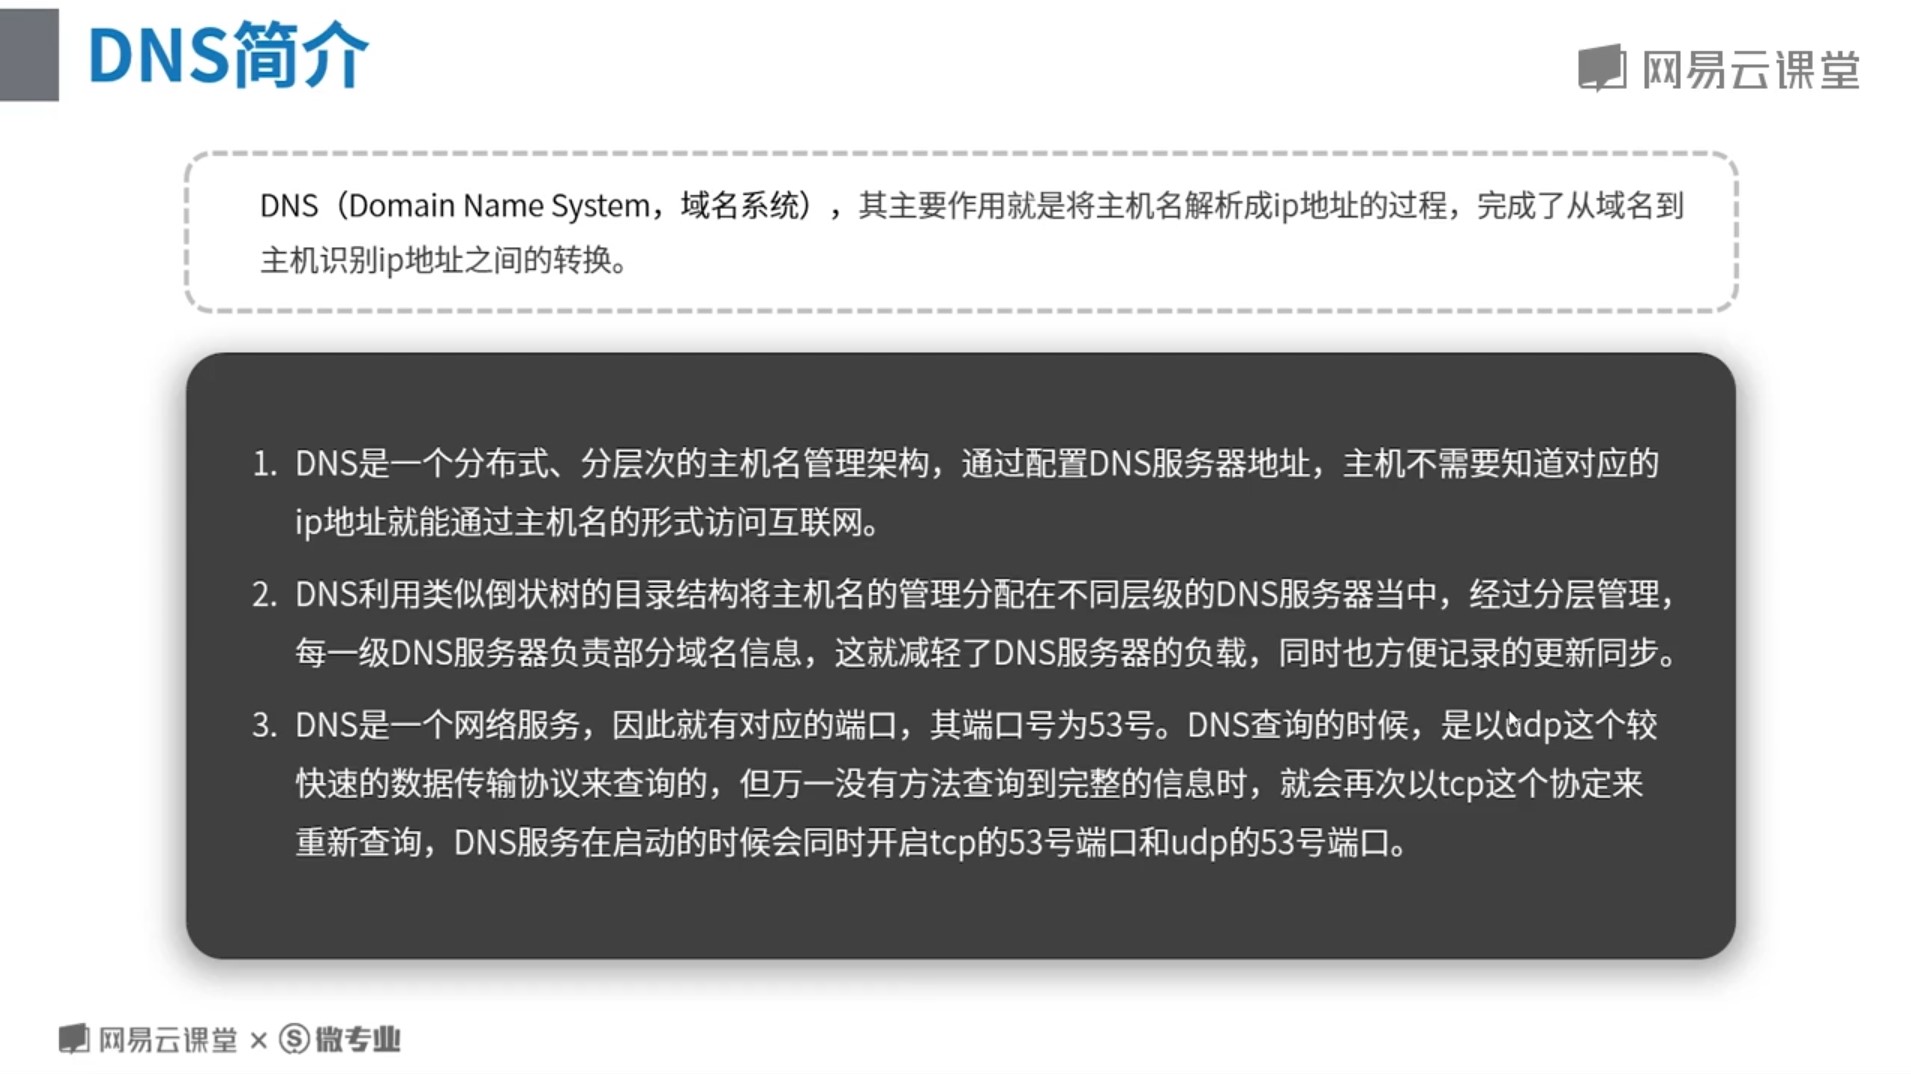 DNS简介
网易云课堂
DNS（Domain Name System，域名系统），其主要作用就是将主机名解析成ip地址的过程，完成了从域名到
主机识别ip地址之间的转换。
1. DNS是一个分布式、分层次的主机名管理架构，通过配置DNS服务器地址，主机不需要知道对应的
ip地址就能通过主机名的形式访问互联网。
2. DNS利用类似倒状树的目录结构将主机名的管理分配在不同层级的DNS服务器当中，经过分层管理，
每一级DNS服务器负责部分域名信息，这就减轻了DNS服务器的负载，同时也方便记录的更新同步。
3. DNS是一个网络服务，因此就有对应的端口，其端口号为53号。DNS查询的时候，是以udp这个较
快速的数据传输协议来查询的，但万一没有方法查询到完整的信息时，就会再次以tcp这个协定来
重新查询，DNS服务在启动的时候会同时开启tcp的53号端口和udp的53号端口。
网易云课堂 × Ⓢ微专业